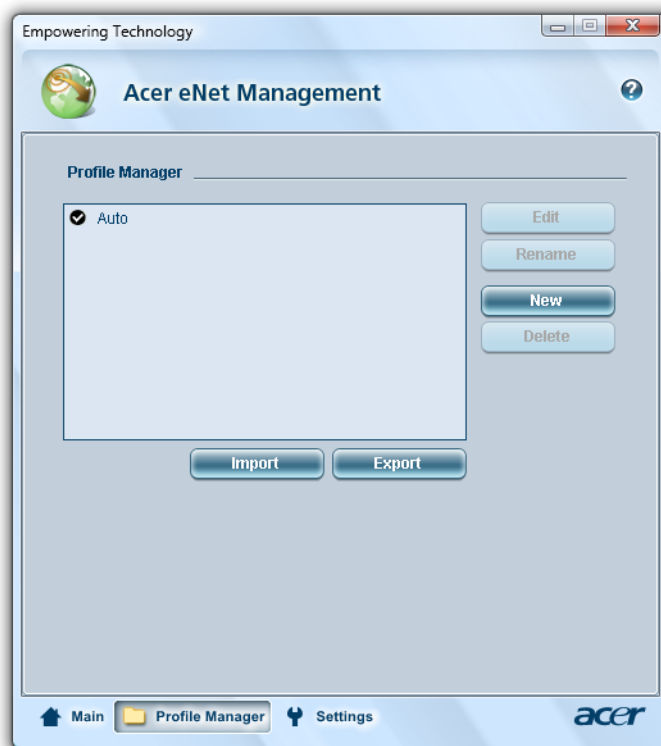 Empowering Technology
Acer eNet Management
?
Profile Manager
Auto
Edit
Rename
New
Delete
Import
Export
Main
Profile Manager
Settings
acer